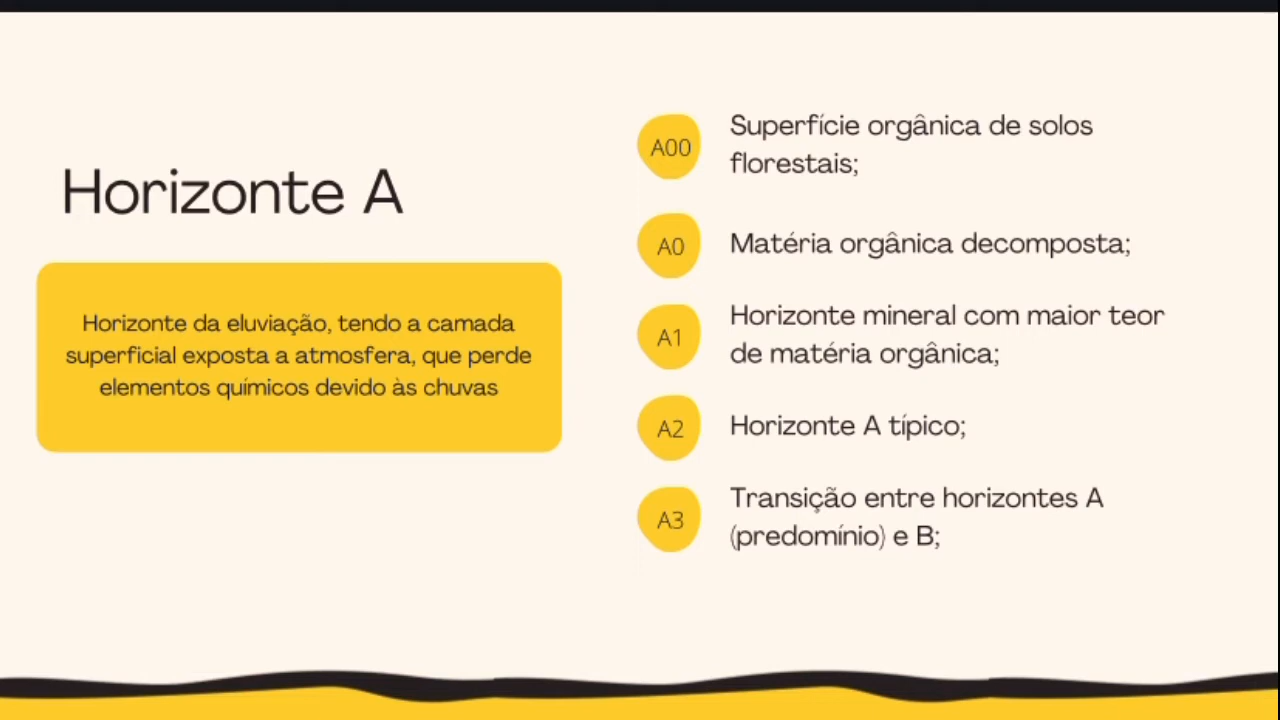 Horizonte A
Horizonte da eluviação, tendo a camada
superficial exposta a atmosfera, que perde
elementos químicos devido às chuvas
A00
Superfície orgânica de solos
florestais;
A0
Matéria orgânica decomposta;
A1
Horizonte mineral com maior teor
de matéria orgânica;
A2
Horizonte A típico;
A3
Transição entre horizontes A
(predomínio) e B;